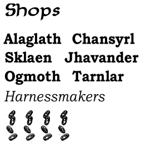 Shops
Alaglath Chansyrl
Sklaen Jhavander
Ogmoth Tarnlar
Harnessmakers